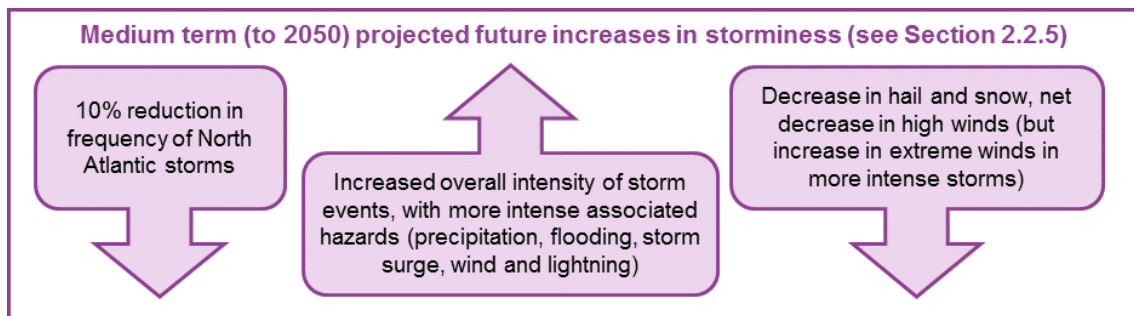 Medium term (to 2050) projected future increases in storminess (see Section 2.2.5)
10% reduction in
frequency of North
Atlantic storms
Increased overall intensity of storm
events, with more intense associated
hazards (precipitation, flooding, storm
surge, wind and lightning)
Decrease in hail and snow, net
decrease in high winds (but
increase in extreme winds in
more intense storms)